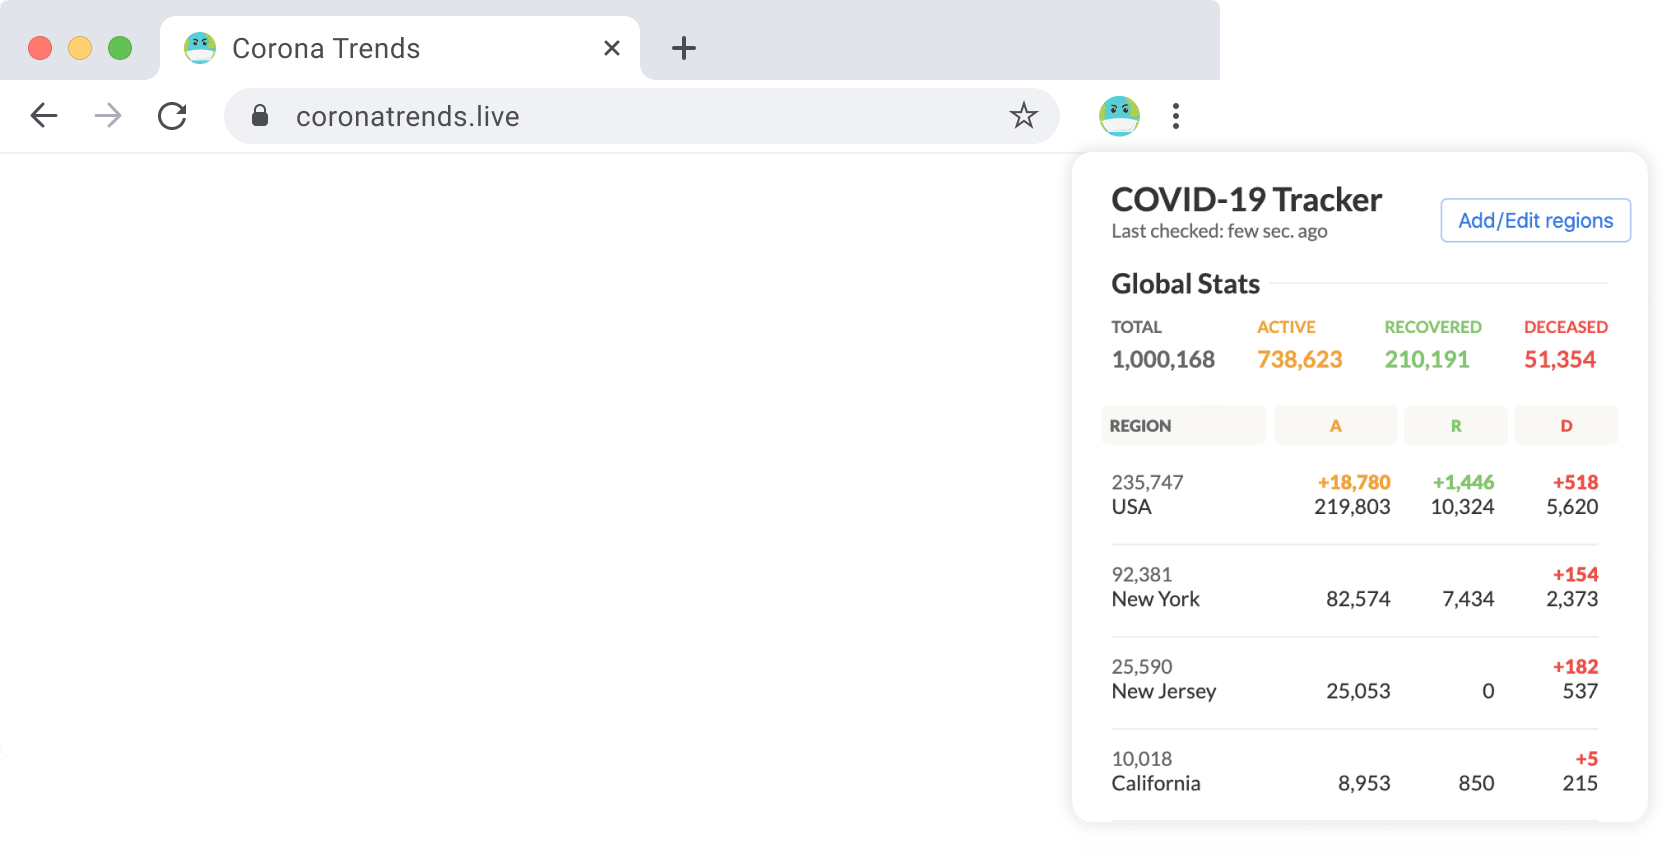 Corona Trends
coronatrends.live
COVID-19 Tracker
Last checked: few sec. ago
Add/Edit regions
Global Stats
TOTAL ACTIVE RECOVERED DECEASED
1,000,168 738,623 210,191 51,354
REGION A R D
235,747 +18,780 +1,446 +518
USA 219,803 10,324 5,620
92,381 +154
New York 82,574 7,434 2,373
25,590 +182
New Jersey 25,053 0 537
10,018 +5
California 8,953 850 215